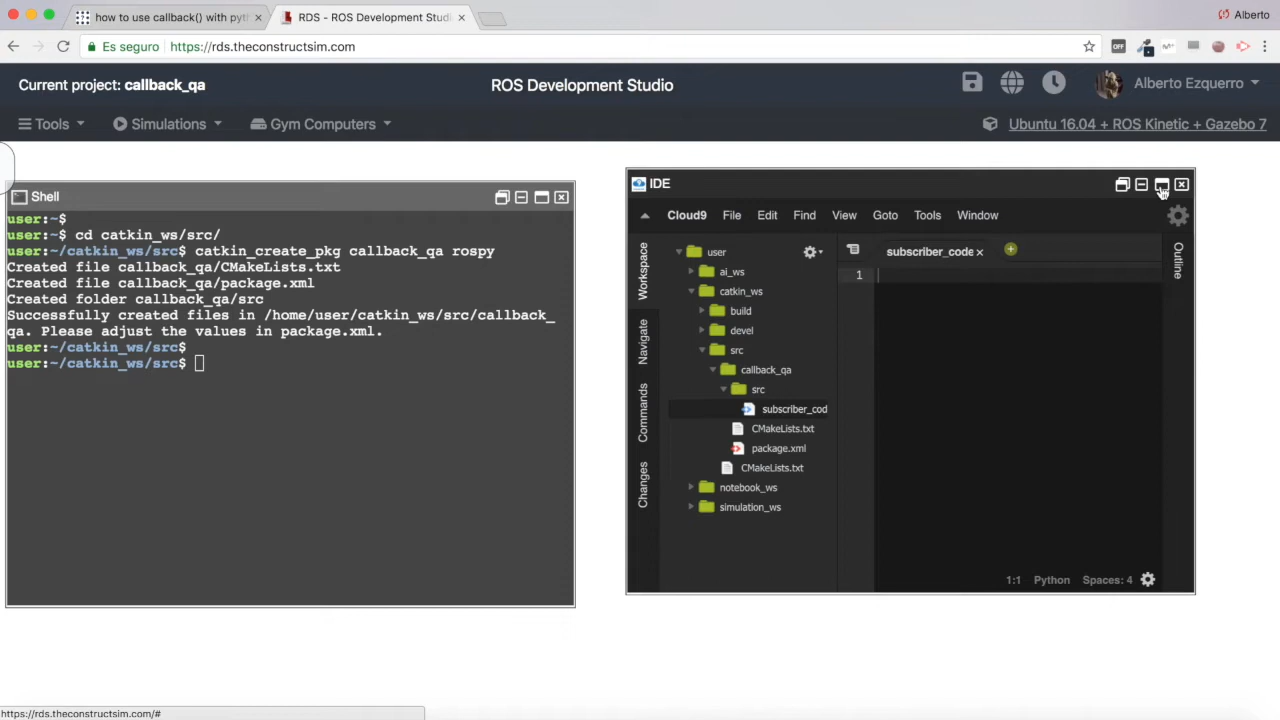 how to use callback() with pyth
RDS - ROS Development Studi
Alberto
Es seguro
https://rds.theconstructsim.com
OFF
Current project: callback_qa
ROS Development Studio
Alberto Ezquerro
Tools
Simulations
Gym Computers
Ubuntu 16.04 + ROS Kinetic + Gazebo 7
Shell
user:~$
user:~$ cd catkin_ws/src/
user:~/catkin_ws/src$ catkin_create_pkg callback_qa rospy
Created file callback_qa/CMakeLists.txt
Created file callback_qa/package.xml
Created folder callback_qa/src
Successfully created files in /home/user/catkin_ws/src/callback_
qa. Please adjust the values in package.xml.
user:~/catkin_ws/src$
user:~/catkin_ws/src$
IDE
Cloud9 File Edit Find View Goto Tools Window
Workspace
Navigate
Commands
Changes
user
ai_ws
catkin_ws
build
devel
src
callback_qa
src
subscriber_cod
CMakeLists.txt
package.xml
CMakeLists.txt
notebook_ws
simulation_ws
subscriber_code
1
Outline
1:1 Python Spaces: 4
https://rds.theconstructsim.com/#